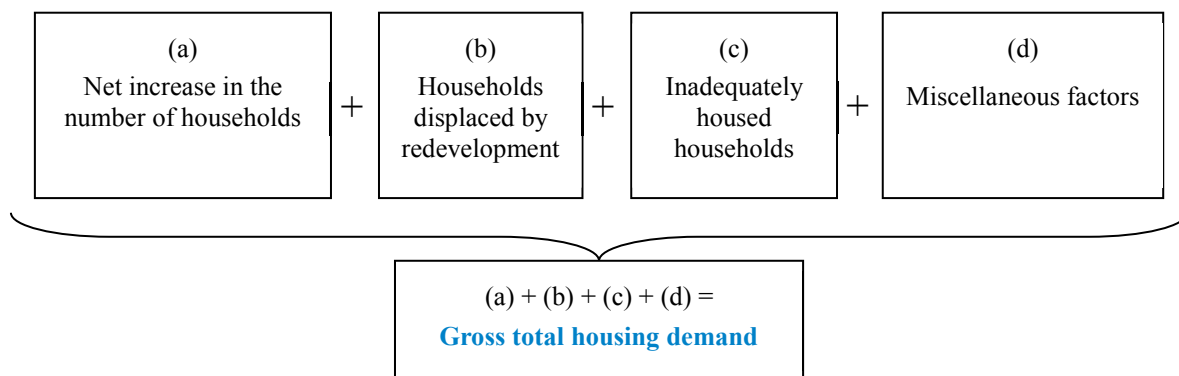 (a)
Net increase in the
number of households
+
(b)
Households
displaced by
redevelopment
+
(c)
Inadequately
housed
households
+
(d)
Miscellaneous factors
(a) + (b) + (c) + (d) =
Gross total housing demand